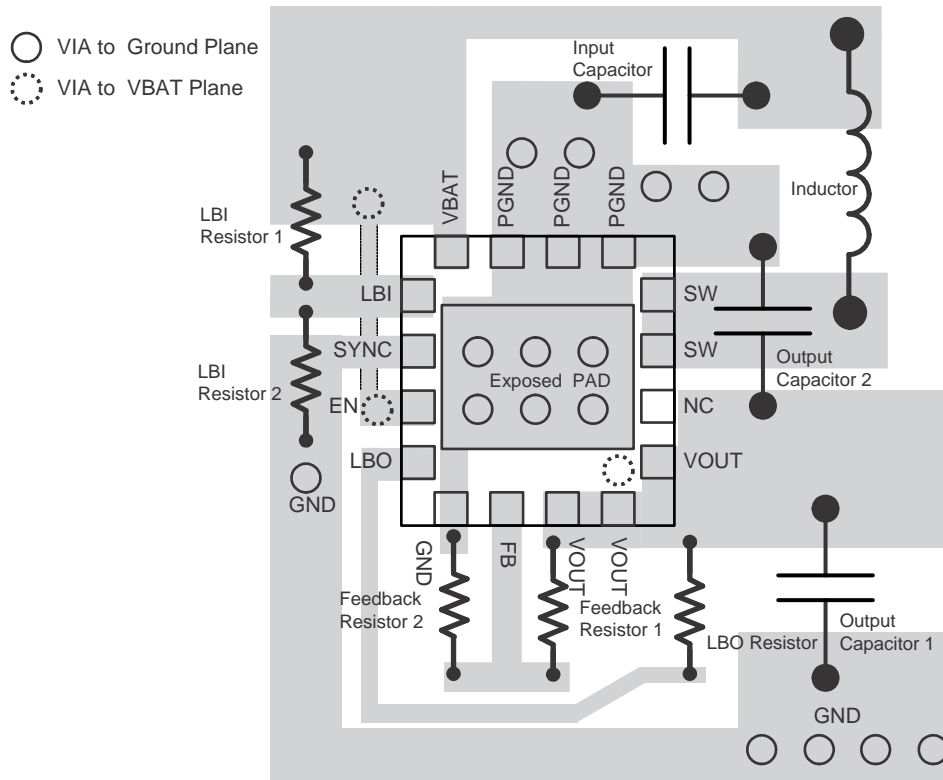 VIA to Ground Plane
VIA to VBAT Plane
Input
Capacitor
Inductor
LBI
Resistor 1
VBAT
PGND
PGND
PGND
LBI
SW
SYNC
SW
LBI
Resistor 2
Exposed PAD
Output
Capacitor 2
EN
NC
LBO
VOUT
GND
GND
FB
VOUT
VOUT
Feedback
Resistor 2
Feedback
Resistor 1
LBO Resistor
Output
Capacitor 1
GND